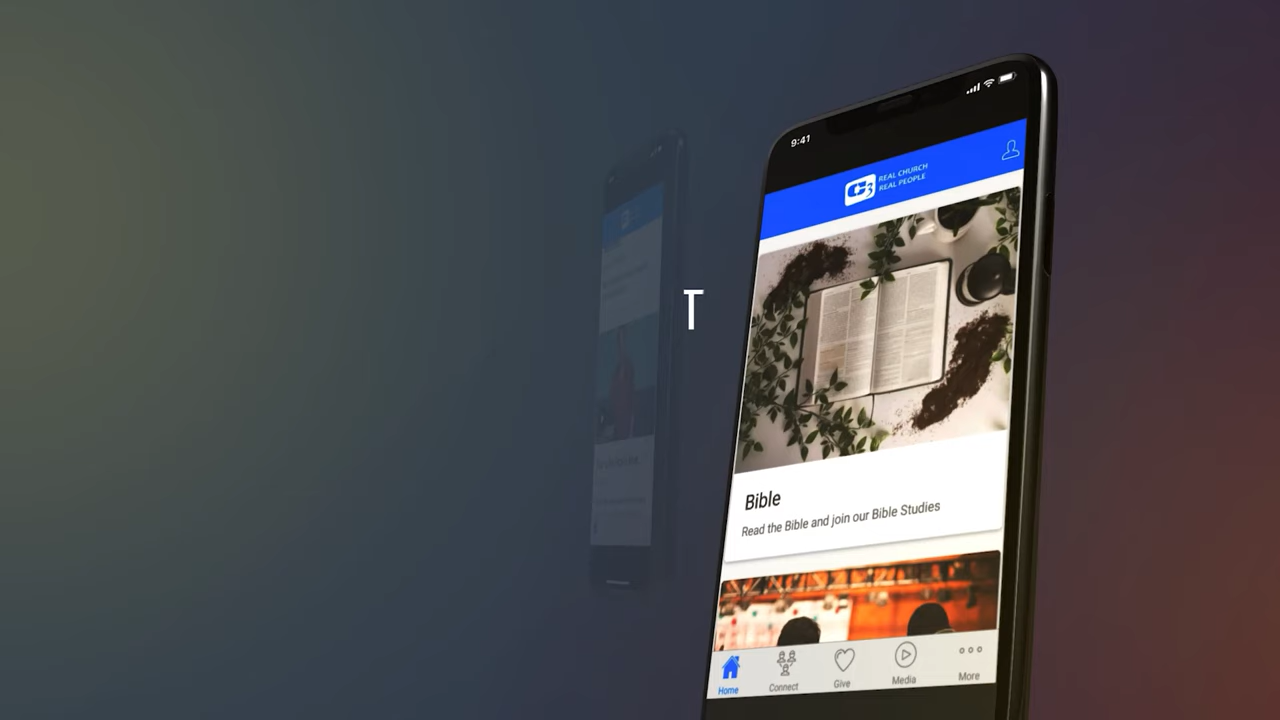 9:41
C3 REAL CHURCH
REAL PEOPLE
T
Bible
Read the Bible and join our Bible Studies
Home
Connect
Give
Media
More